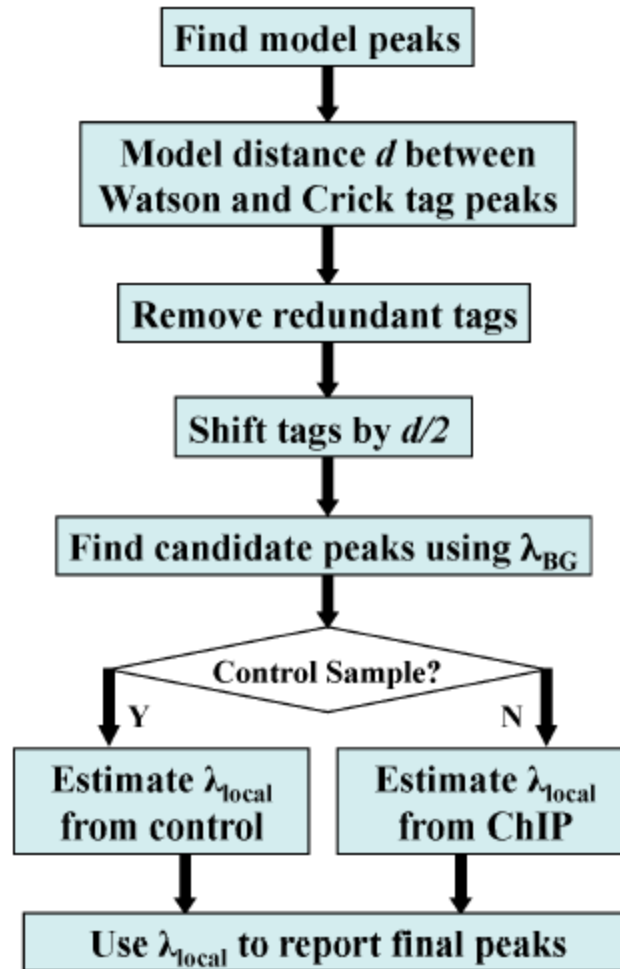 Find model peaks
Model distance d between
Watson and Crick tag peaks
Remove redundant tags
Shift tags by d/2
Find candidate peaks using λBG
Control Sample?
Y
N
Estimate λlocal
from control
Estimate λlocal
from ChIP
Use λlocal to report final peaks